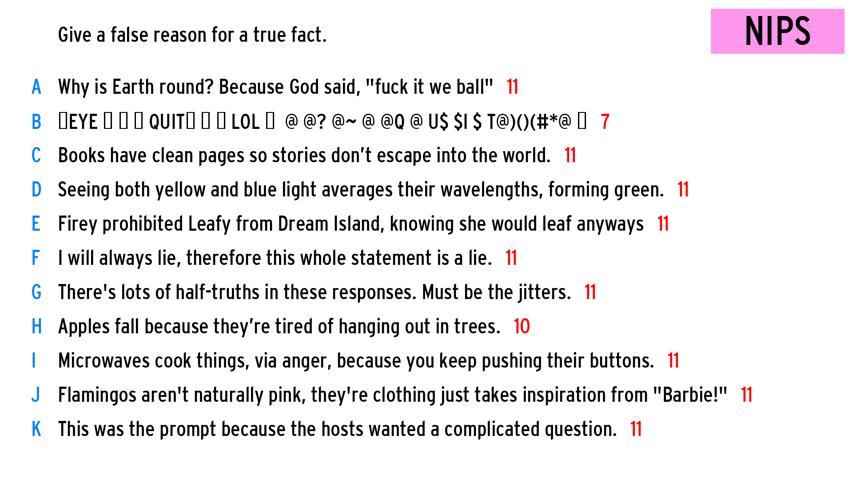 Give a false reason for a true fact.
NIPS
A Why is Earth round? Because God said, "fuck it we ball" 11
B ▯EYE ▯ ▯ ▯ QUIT▯ ▯ ▯ LOL ▯ @ @? @~ @ @Q @ U$ $I $ T@)()(#*@ ▯ 7
C Books have clean pages so stories don’t escape into the world. 11
D Seeing both yellow and blue light averages their wavelengths, forming green. 11
E Firey prohibited Leafy from Dream Island, knowing she would leaf anyways 11
F I will always lie, therefore this whole statement is a lie. 11
G There's lots of half-truths in these responses. Must be the jitters. 11
H Apples fall because they’re tired of hanging out in trees. 10
I Microwaves cook things, via anger, because you keep pushing their buttons. 11
J Flamingos aren't naturally pink, they're clothing just takes inspiration from "Barbie!" 11
K This was the prompt because the hosts wanted a complicated question. 11